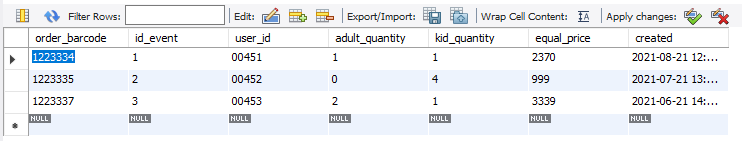 Filter Rows: Edit: Export/Import: Wrap Cell Content: Apply changes:
order_barcode id_event user_id adult_quantity kid_quantity equal_price created
1223334 1 00451 1 1 2370 2021-08-21 12:...
1223335 2 00452 0 4 999 2021-07-21 13:...
1223337 3 00453 2 1 3339 2021-06-21 14:...
NULL NULL NULL NULL NULL NULL NULL